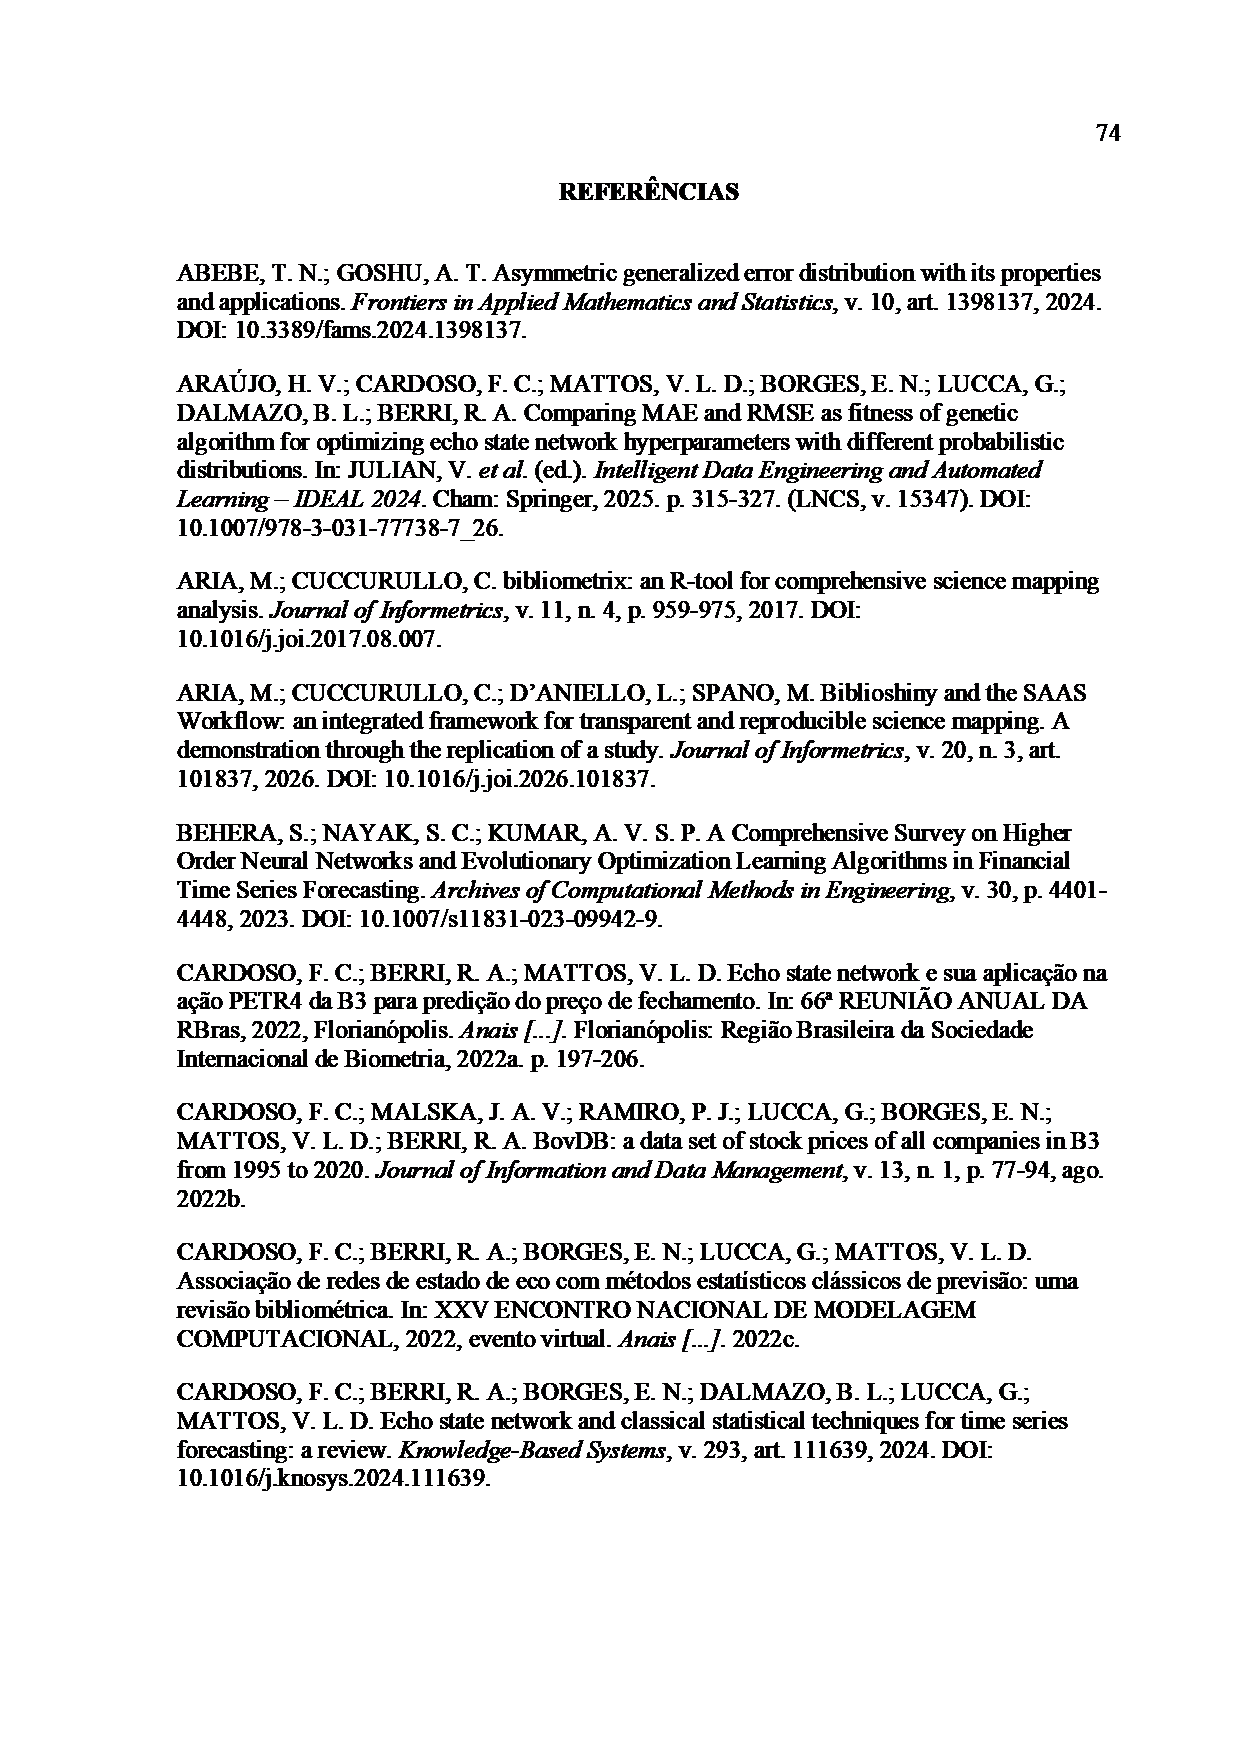 74
REFERÊNCIAS
ABEBE, T. N.; GOSHU, A. T. Asymmetric generalized error distribution with its properties
and applications. Frontiers in Applied Mathematics and Statistics, v. 10, art. 1398137, 2024.
DOI: 10.3389/fams.2024.1398137.
ARAÚJO, H. V.; CARDOSO, F. C.; MATTOS, V. L. D.; BORGES, E. N.; LUCCA, G.;
DALMAZO, B. L.; BERRI, R. A. Comparing MAE and RMSE as fitness of genetic
algorithm for optimizing echo state network hyperparameters with different probabilistic
distributions. In: JULIAN, V. et al. (ed.). Intelligent Data Engineering and Automated
Learning – IDEAL 2024. Cham: Springer, 2025. p. 315-327. (LNCS, v. 15347). DOI:
10.1007/978-3-031-77738-7_26.
ARIA, M.; CUCCURULLO, C. bibliometrix: an R-tool for comprehensive science mapping
analysis. Journal of Informetrics, v. 11, n. 4, p. 959-975, 2017. DOI:
10.1016/j.joi.2017.08.007.
ARIA, M.; CUCCURULLO, C.; D’ANIELLO, L.; SPANO, M. Biblioshiny and the SAAS
Workflow: an integrated framework for transparent and reproducible science mapping. A
demonstration through the replication of a study. Journal of Informetrics, v. 20, n. 3, art.
101837, 2026. DOI: 10.1016/j.joi.2026.101837.
BEHERA, S.; NAYAK, S. C.; KUMAR, A. V. S. P. A Comprehensive Survey on Higher
Order Neural Networks and Evolutionary Optimization Learning Algorithms in Financial
Time Series Forecasting. Archives of Computational Methods in Engineering, v. 30, p. 4401-
4448, 2023. DOI: 10.1007/s11831-023-09942-9.
CARDOSO, F. C.; BERRI, R. A.; MATTOS, V. L. D. Echo state network e sua aplicação na
ação PETR4 da B3 para predição do preço de fechamento. In: 66ª REUNIÃO ANUAL DA
RBras, 2022, Florianópolis. Anais [...]. Florianópolis: Região Brasileira da Sociedade
Internacional de Biometria, 2022a. p. 197-206.
CARDOSO, F. C.; MALSKA, J. A. V.; RAMIRO, P. J.; LUCCA, G.; BORGES, E. N.;
MATTOS, V. L. D.; BERRI, R. A. BovDB: a data set of stock prices of all companies in B3
from 1995 to 2020. Journal of Information and Data Management, v. 13, n. 1, p. 77-94, ago.
2022b.
CARDOSO, F. C.; BERRI, R. A.; BORGES, E. N.; LUCCA, G.; MATTOS, V. L. D.
Associação de redes de estado de eco com métodos estatísticos clássicos de previsão: uma
revisão bibliométrica. In: XXV ENCONTRO NACIONAL DE MODELAGEM
COMPUTACIONAL, 2022, evento virtual. Anais [...]. 2022c.
CARDOSO, F. C.; BERRI, R. A.; BORGES, E. N.; DALMAZO, B. L.; LUCCA, G.;
MATTOS, V. L. D. Echo state network and classical statistical techniques for time series
forecasting: a review. Knowledge-Based Systems, v. 293, art. 111639, 2024. DOI:
10.1016/j.knosys.2024.111639.